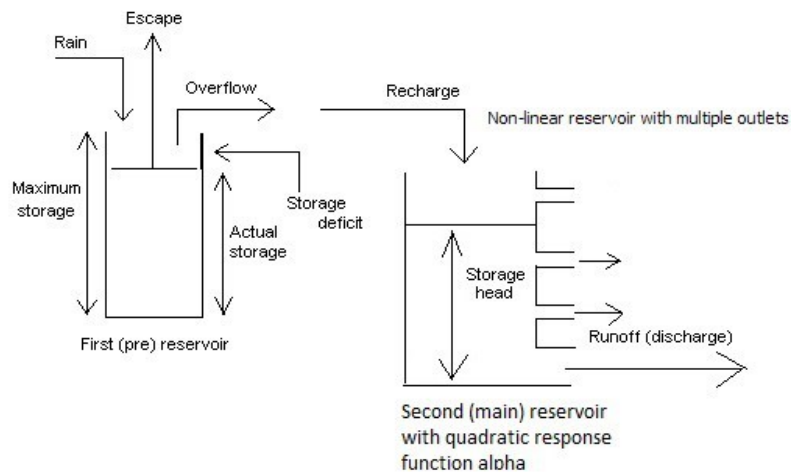 Escape
Rain
Overflow
Recharge
Non-linear reservoir with multiple outlets
Maximum
storage
Storage
deficit
Actual
storage
Storage
head
First (pre) reservoir
Runoff (discharge)
Second (main) reservoir
with quadratic response
function alpha